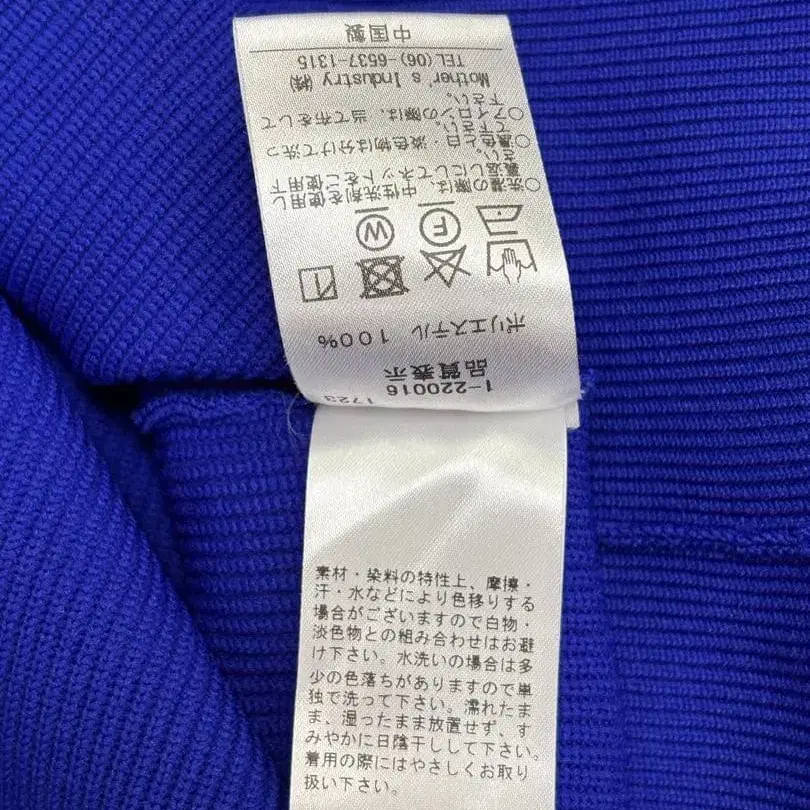 1723
1-220016
品質表示
ポリエステル 100%
W
F
○洗濯の際は、中性洗剤を使用し
裏返しにしてネットをご使用下
さい。
○濃色と白・淡色物は分けて洗っ
て下さい。
○アイロンの際は、当て布をして
下さい。
Mother's Industry ㈱
TEL(06)-6537-1315
中国製
素材・染料の特性上、摩擦・
汗・水などにより色移りする
場合がございますので白物・
淡色物との組み合わせはお避
け下さい。水洗いの場合は多
少の色落ちがありますので単
独で洗って下さい。濡れたま
ま、湿ったまま放置せず、す
みやかに日陰干しして下さい。
着用の際にはやさしくお取り
扱い下さい。